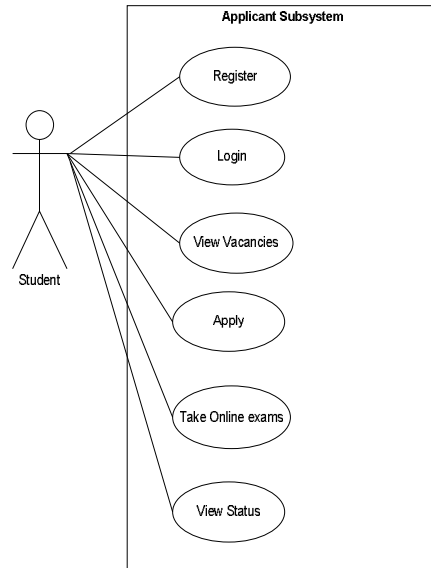 Applicant Subsystem
Register
Login
View Vacancies
Student
Apply
Take Online exams
View Status